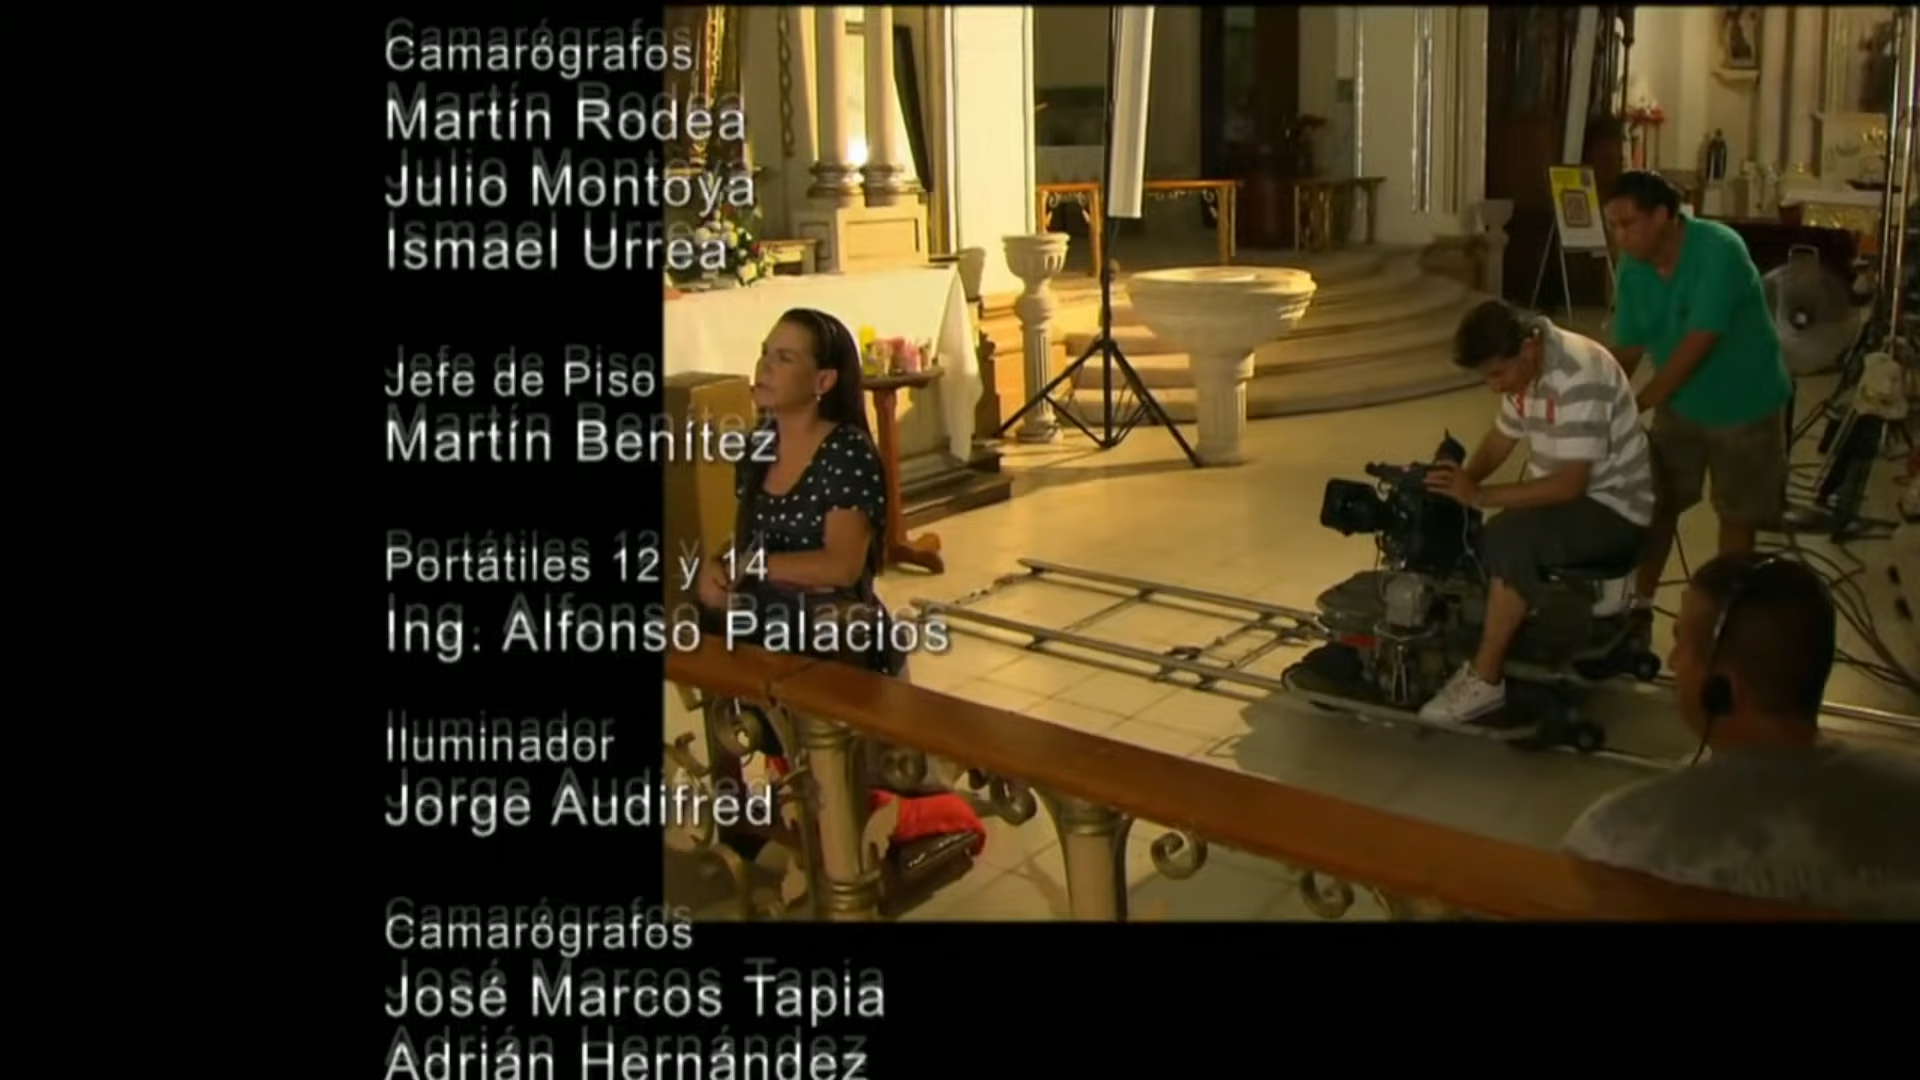 Camarógrafos
Martín Rodea
Julio Montoya
Ismael Urrea
Jefe de Piso
Martín Benítez
Portátiles 12 y 14
Ing. Alfonso Palacios
Iluminador
Jorge Audifred
Camarógrafos
José Marcos Tapia
Adrián Hernández